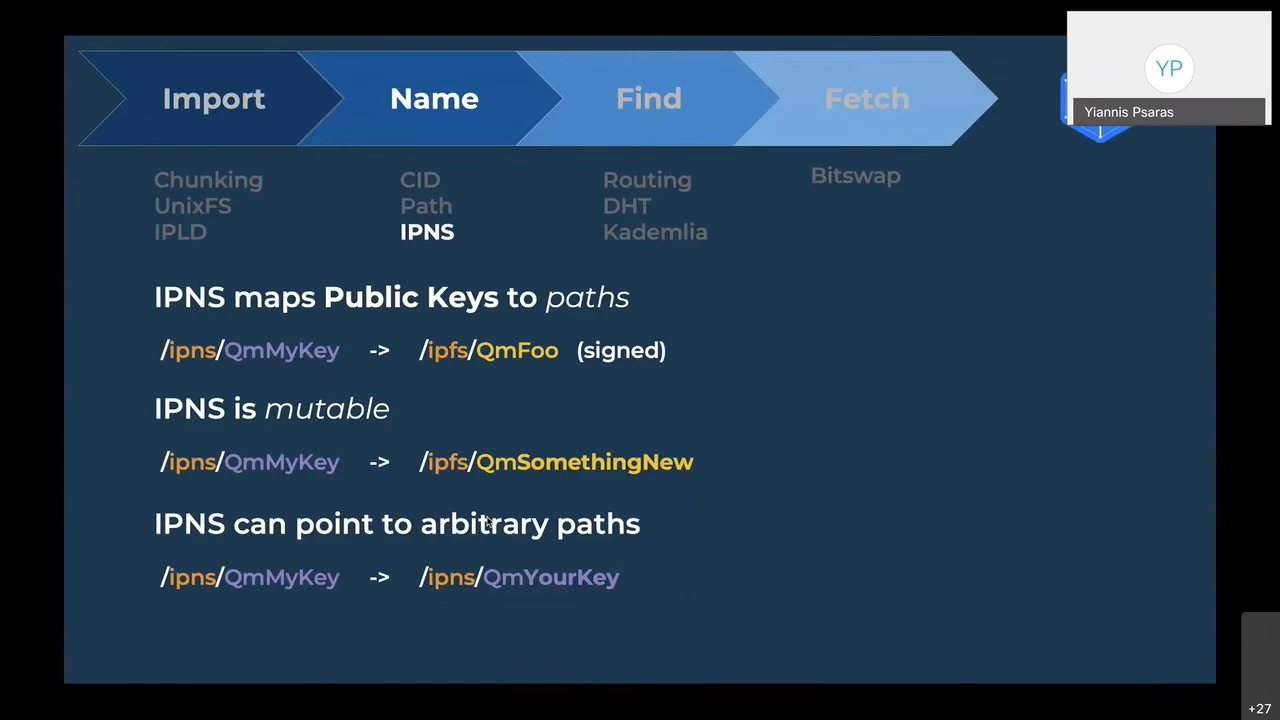 Import Name Find Fetch
YP
Yiannis Psaras
Chunking CID Routing Bitswap
UnixFS Path DHT
IPLD IPNS Kademlia
IPNS maps Public Keys to paths
/ipns/QmMyKey -> /ipfs/QmFoo (signed)
IPNS is mutable
/ipns/QmMyKey -> /ipfs/QmSomethingNew
IPNS can point to arbitrary paths
/ipns/QmMyKey -> /ipns/QmYourKey
+27